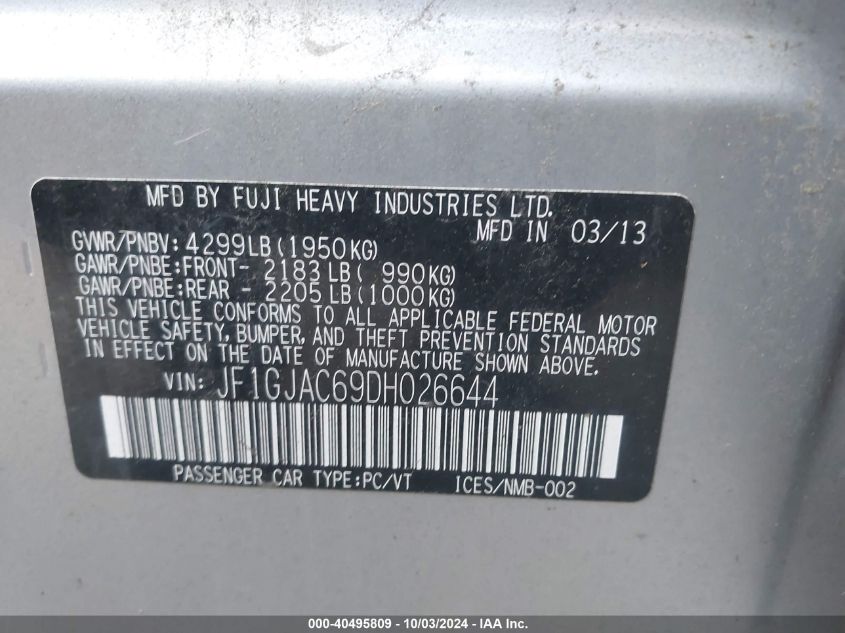 MFD BY FUJI HEAVY INDUSTRIES LTD.
MFD IN 03/13
GVWR/PNBV: 4299LB(1950KG)
GAWR/PNBE:FRONT- 2183LB( 990KG)
GAWR/PNBE:REAR - 2205LB(1000KG)
THIS VEHICLE CONFORMS TO ALL APPLICABLE FEDERAL MOTOR
VEHICLE SAFETY, BUMPER, AND THEFT PREVENTION STANDARDS
IN EFFECT ON THE DATE OF MANUFACTURE SHOWN ABOVE.
VIN: JF1GJAC69DH026644
PASSENGER CAR TYPE:PC/VT ICES/NMB-002
000-40495809 - 10/03/2024 - IAA Inc.